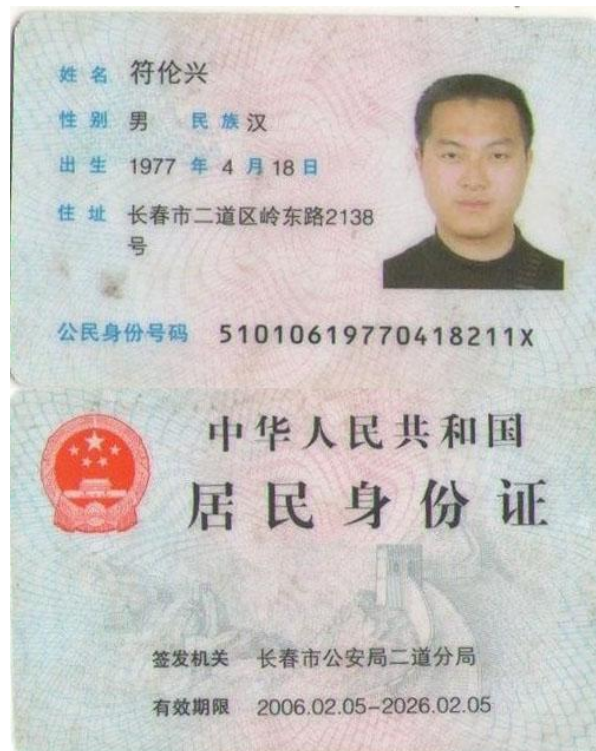 姓名 符伦兴
性别 男 民族 汉
出生 1977 年 4 月 18 日
住址 长春市二道区岭东路2138
号
公民身份号码 51010619770418211X
中华人民共和国
居民身份证
签发机关 长春市公安局二道分局
有效期限 2006.02.05-2026.02.05